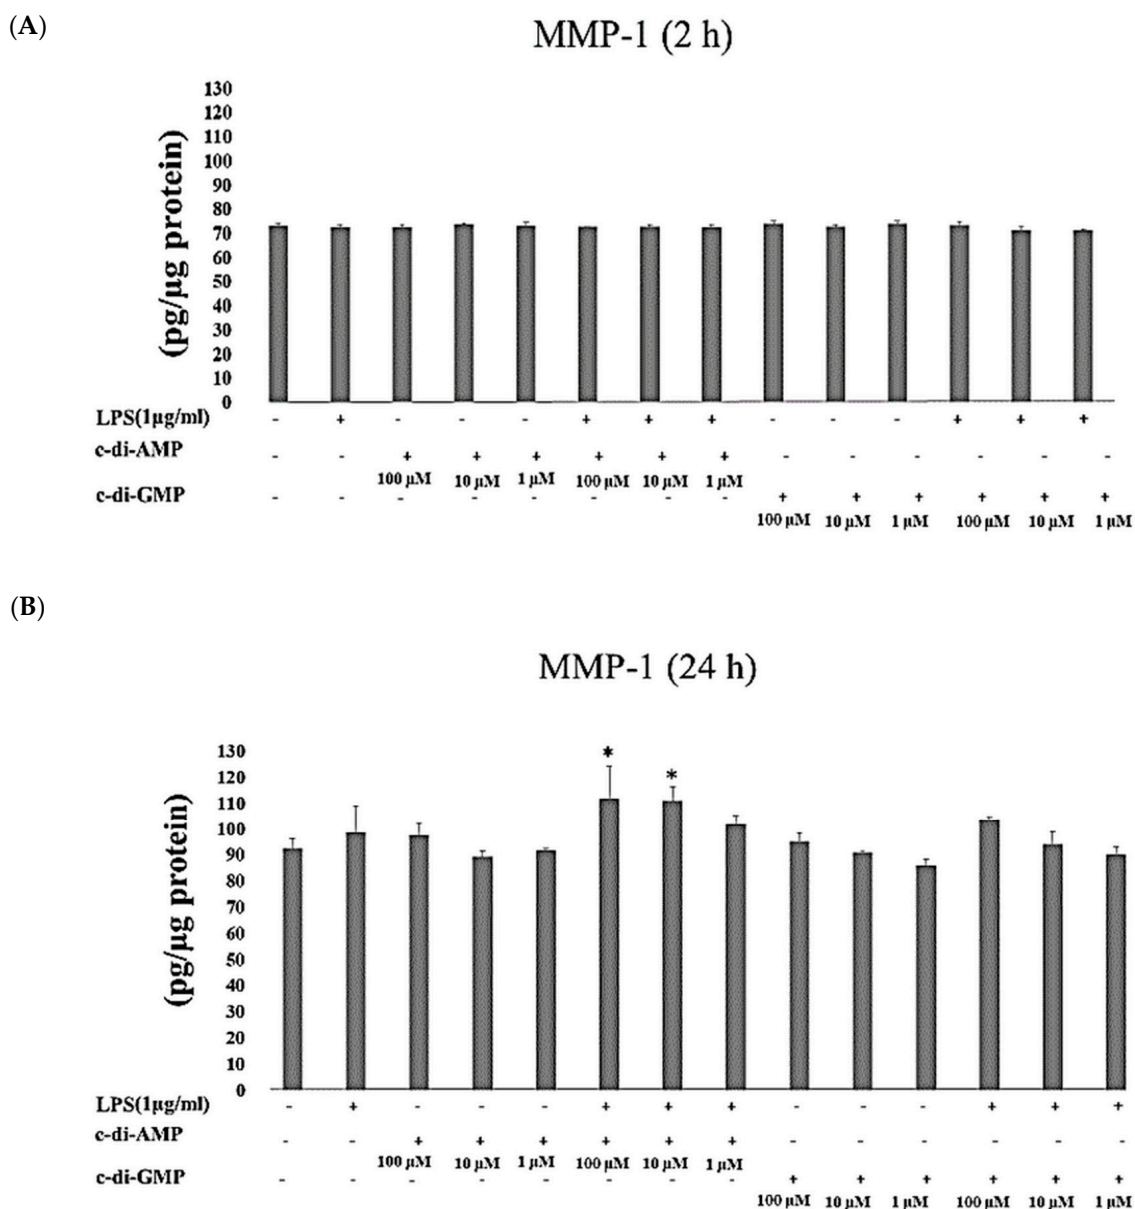 (A)
MMP-1 (2 h)
(pg/µg protein)
130
120
110
100
90
80
70
60
50
40
30
20
10
0
LPS(1µg/ml) - + - - - + + + - - - + + +
c-di-AMP - - + + + + + + - - - - - -
100 µM 10 µM 1 µM 100 µM 10 µM 1 µM
c-di-GMP - - - - - - - - + + + + + +
100 µM 10 µM 1 µM 100 µM 10 µM 1 µM
(B)
MMP-1 (24 h)
(pg/µg protein)
130
120
110
100
90
80
70
60
50
40
30
20
10
0
* *
LPS(1µg/ml) - + - - - + + + - - - + + +
c-di-AMP - - + + + + + + - - - - - -
100 µM 10 µM 1 µM 100 µM 10 µM 1 µM
c-di-GMP - - - - - - - - + + + + + +
100 µM 10 µM 1 µM 100 µM 10 µM 1 µM